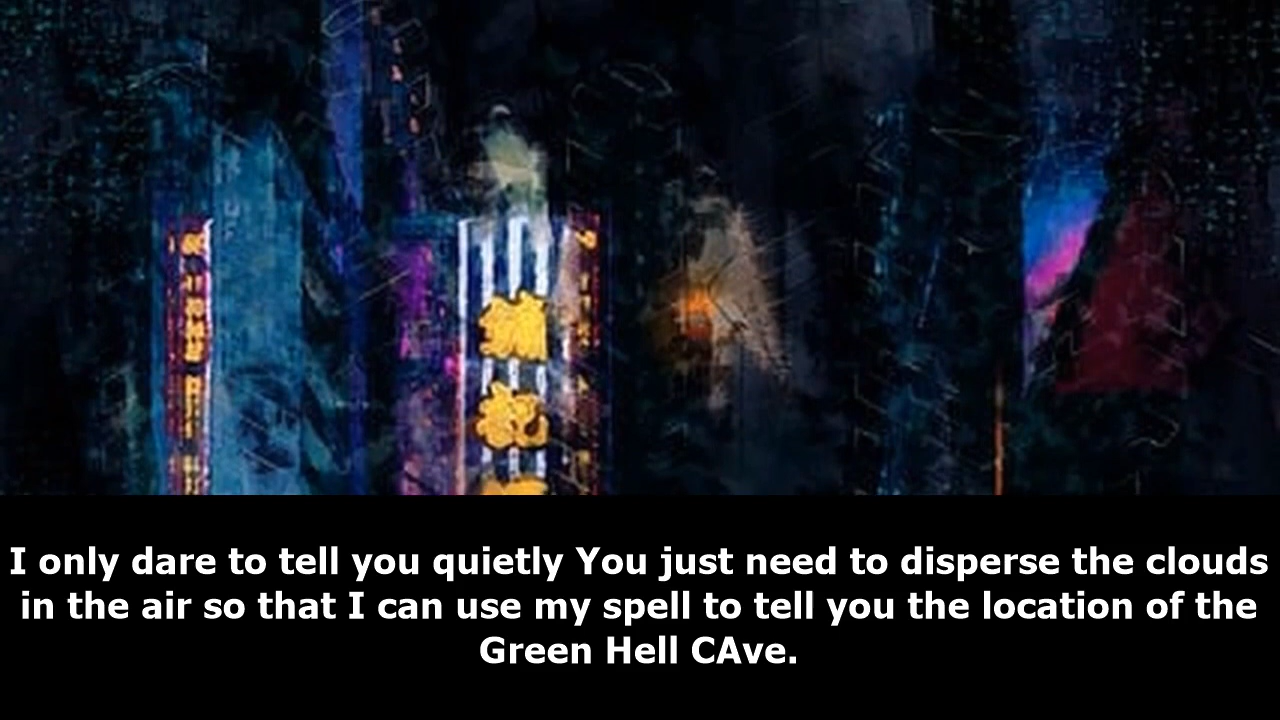 I only dare to tell you quietly You just need to disperse the clouds
in the air so that I can use my spell to tell you the location of the
Green Hell CAve.